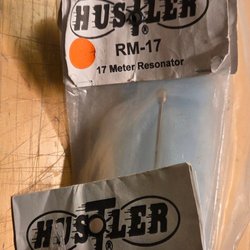 HUSTLER
RM-17
17 Meter Resonator
HUSTLER